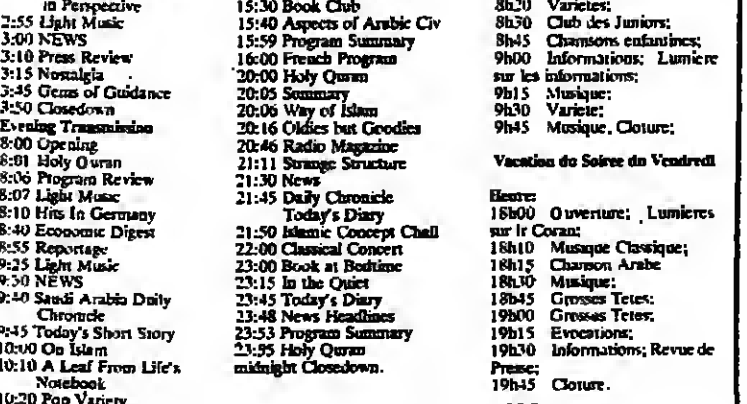 in Perspective
2:55 Light Music
3:00 NEWS
3:10 Press Review
3:15 Nostalgia
3:45 Gems of Guidance
3:50 Closedown
Evening Transmission
8:00 Opening
8:01 Holy Quran
8:06 Program Review
8:07 Light Music
8:10 Hits In Germany
8:40 Economic Digest
8:55 Reportage
9:25 Light Music
9:30 NEWS
9:40 Saudi Arabia Daily
Chronicle
9:45 Today's Short Story
10:00 On Islam
10:10 A Leaf From Life's
Notebook
10:20 Pop Variety
15:30 Book Club
15:40 Aspects of Arabic Civ
15:59 Program Summary
16:00 French Program
20:00 Holy Quran
20:05 Summary
20:06 Way of Islam
20:16 Oldies but Goodies
20:46 Radio Magazine
21:11 Strange Structure
21:30 News
21:45 Daily Chronicle
Today's Diary
21:50 Islamic Concept Chall
22:00 Classical Concert
23:00 Book at Bedtime
23:15 In the Quiet
23:45 Today's Diary
23:48 News Headlines
23:53 Program Summary
23:55 Holy Quran
midnight Closedown.
8h20 Varietes;
8h30 Club des Juniors;
8h45 Chamsons enfantines;
9h00 Informations; Lumiere
sur les informations;
9h15 Musique;
9h30 Variete;
9h45 Musique, Cloture;
Vacation du Soiree du Vendredi
Heure:
18h00 Ouverture; Lumieres
sur lr Coran;
18h10 Musique Classique;
18h15 Chanson Arabe
18h30 Musique;
18h45 Grosses Tetes;
19h00 Grosses Tetes;
19h15 Evocations;
19h30 Informations; Revue de
Presse;
19h45 Cloture.